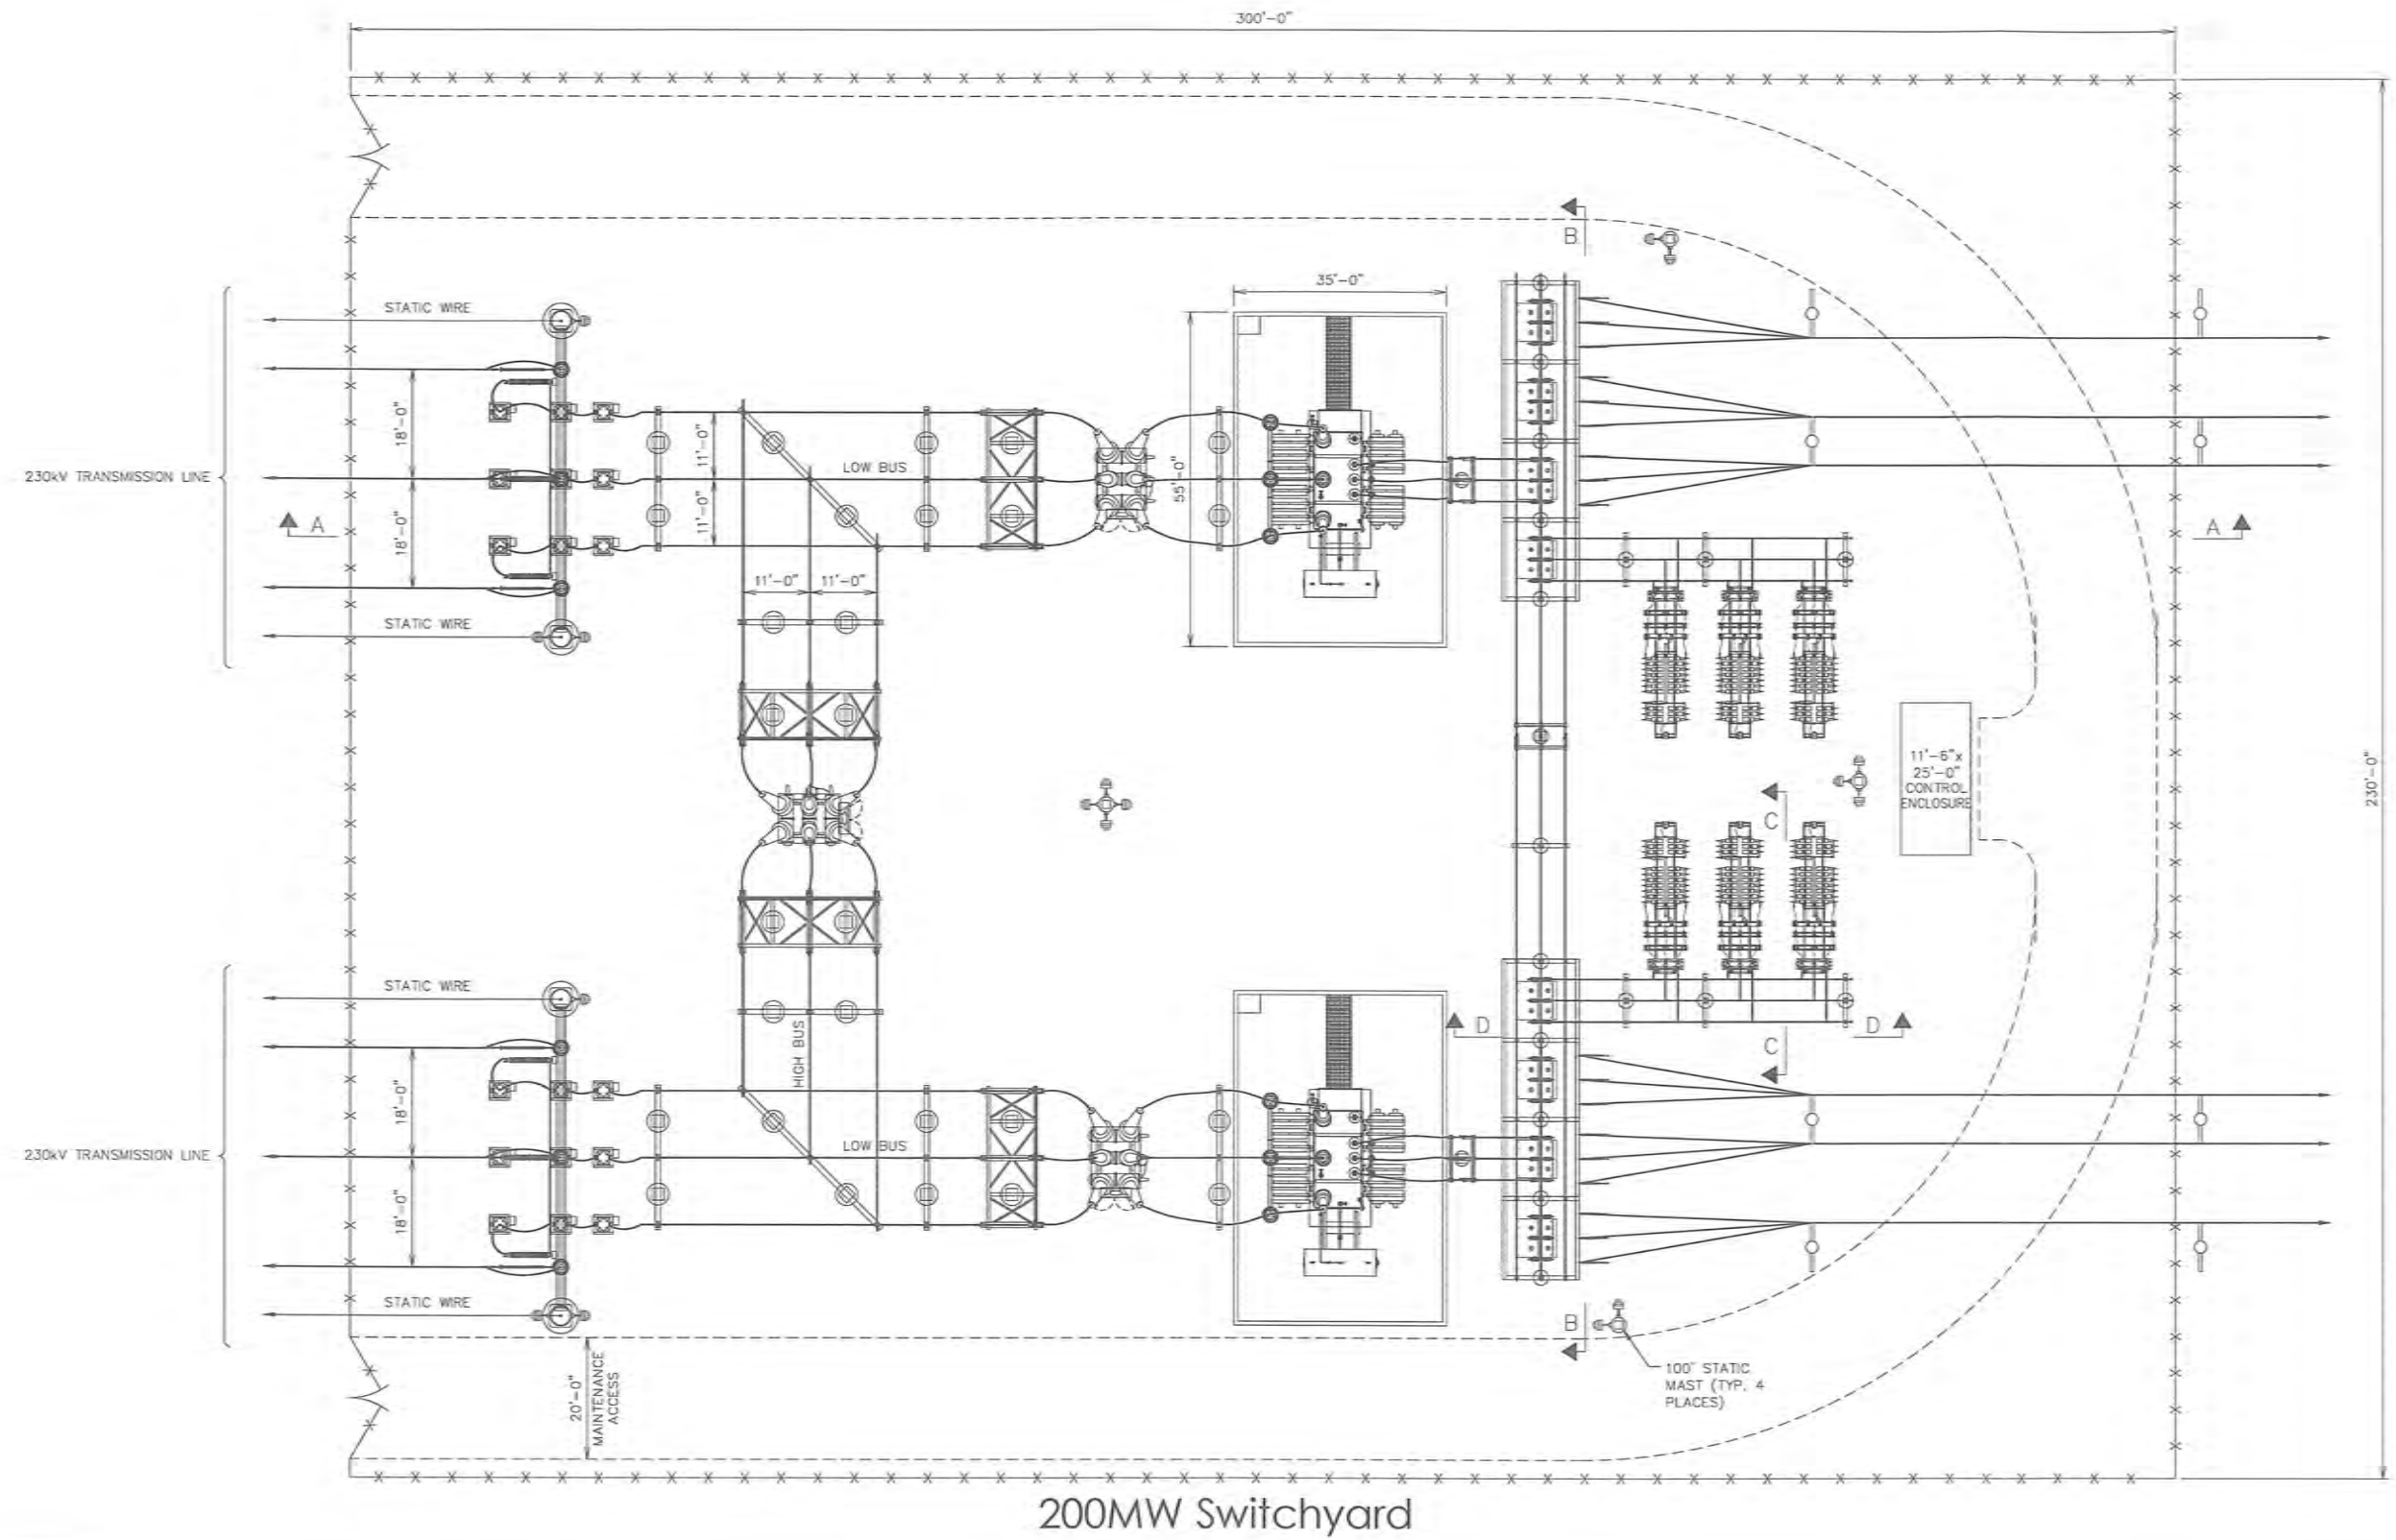 300'-0"
B
35'-0"
STATIC WIRE
18'-0"
11'-0"
LOW BUS
55'-0"
230kV TRANSMISSION LINE
A
A
18'-0"
11'-0"
11'-0"
11'-0"
STATIC WIRE
11'-6"x
25'-0"
CONTROL
ENCLOSURE
C
230'-0"
STATIC WIRE
HIGH BUS
D
D
C
18'-0"
LOW BUS
230kV TRANSMISSION LINE
18'-0"
STATIC WIRE
B
20'-0"
MAINTENANCE
ACCESS
100' STATIC
MAST (TYP. 4
PLACES)
200MW Switchyard